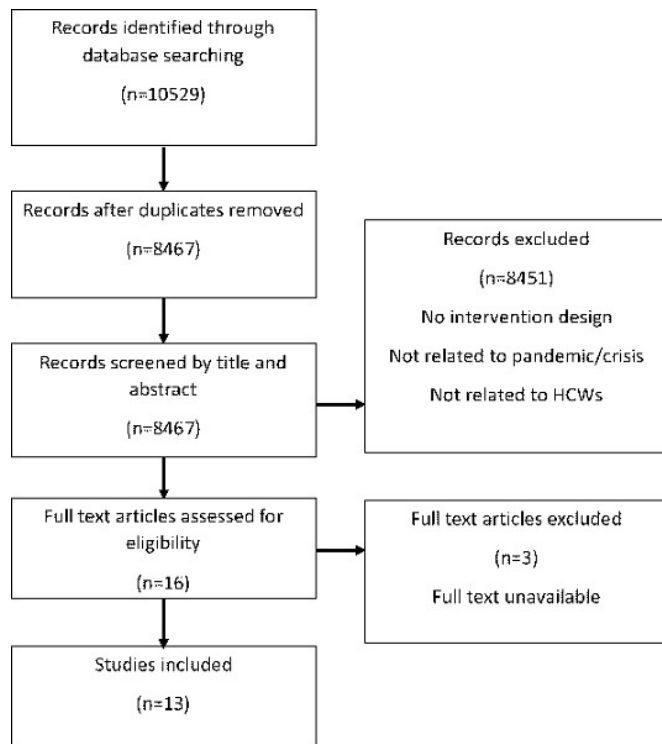 Records identified through
database searching
(n=10529)
Records after duplicates removed
(n=8467)
Records excluded
(n=8451)
No intervention design
Not related to pandemic/crisis
Not related to HCWs
Records screened by title and
abstract
(n=8467)
Full text articles assessed for
eligibility
(n=16)
Full text articles excluded
(n=3)
Full text unavailable
Studies included
(n=13)